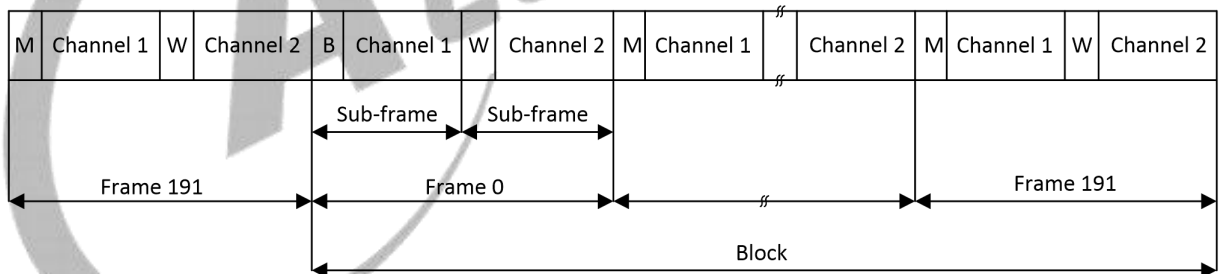 M Channel 1 W Channel 2 B Channel 1 W Channel 2 M Channel 1 Channel 2 M Channel 1 W Channel 2
Sub-frame Sub-frame
Frame 191 Frame 0 Frame 191
Block